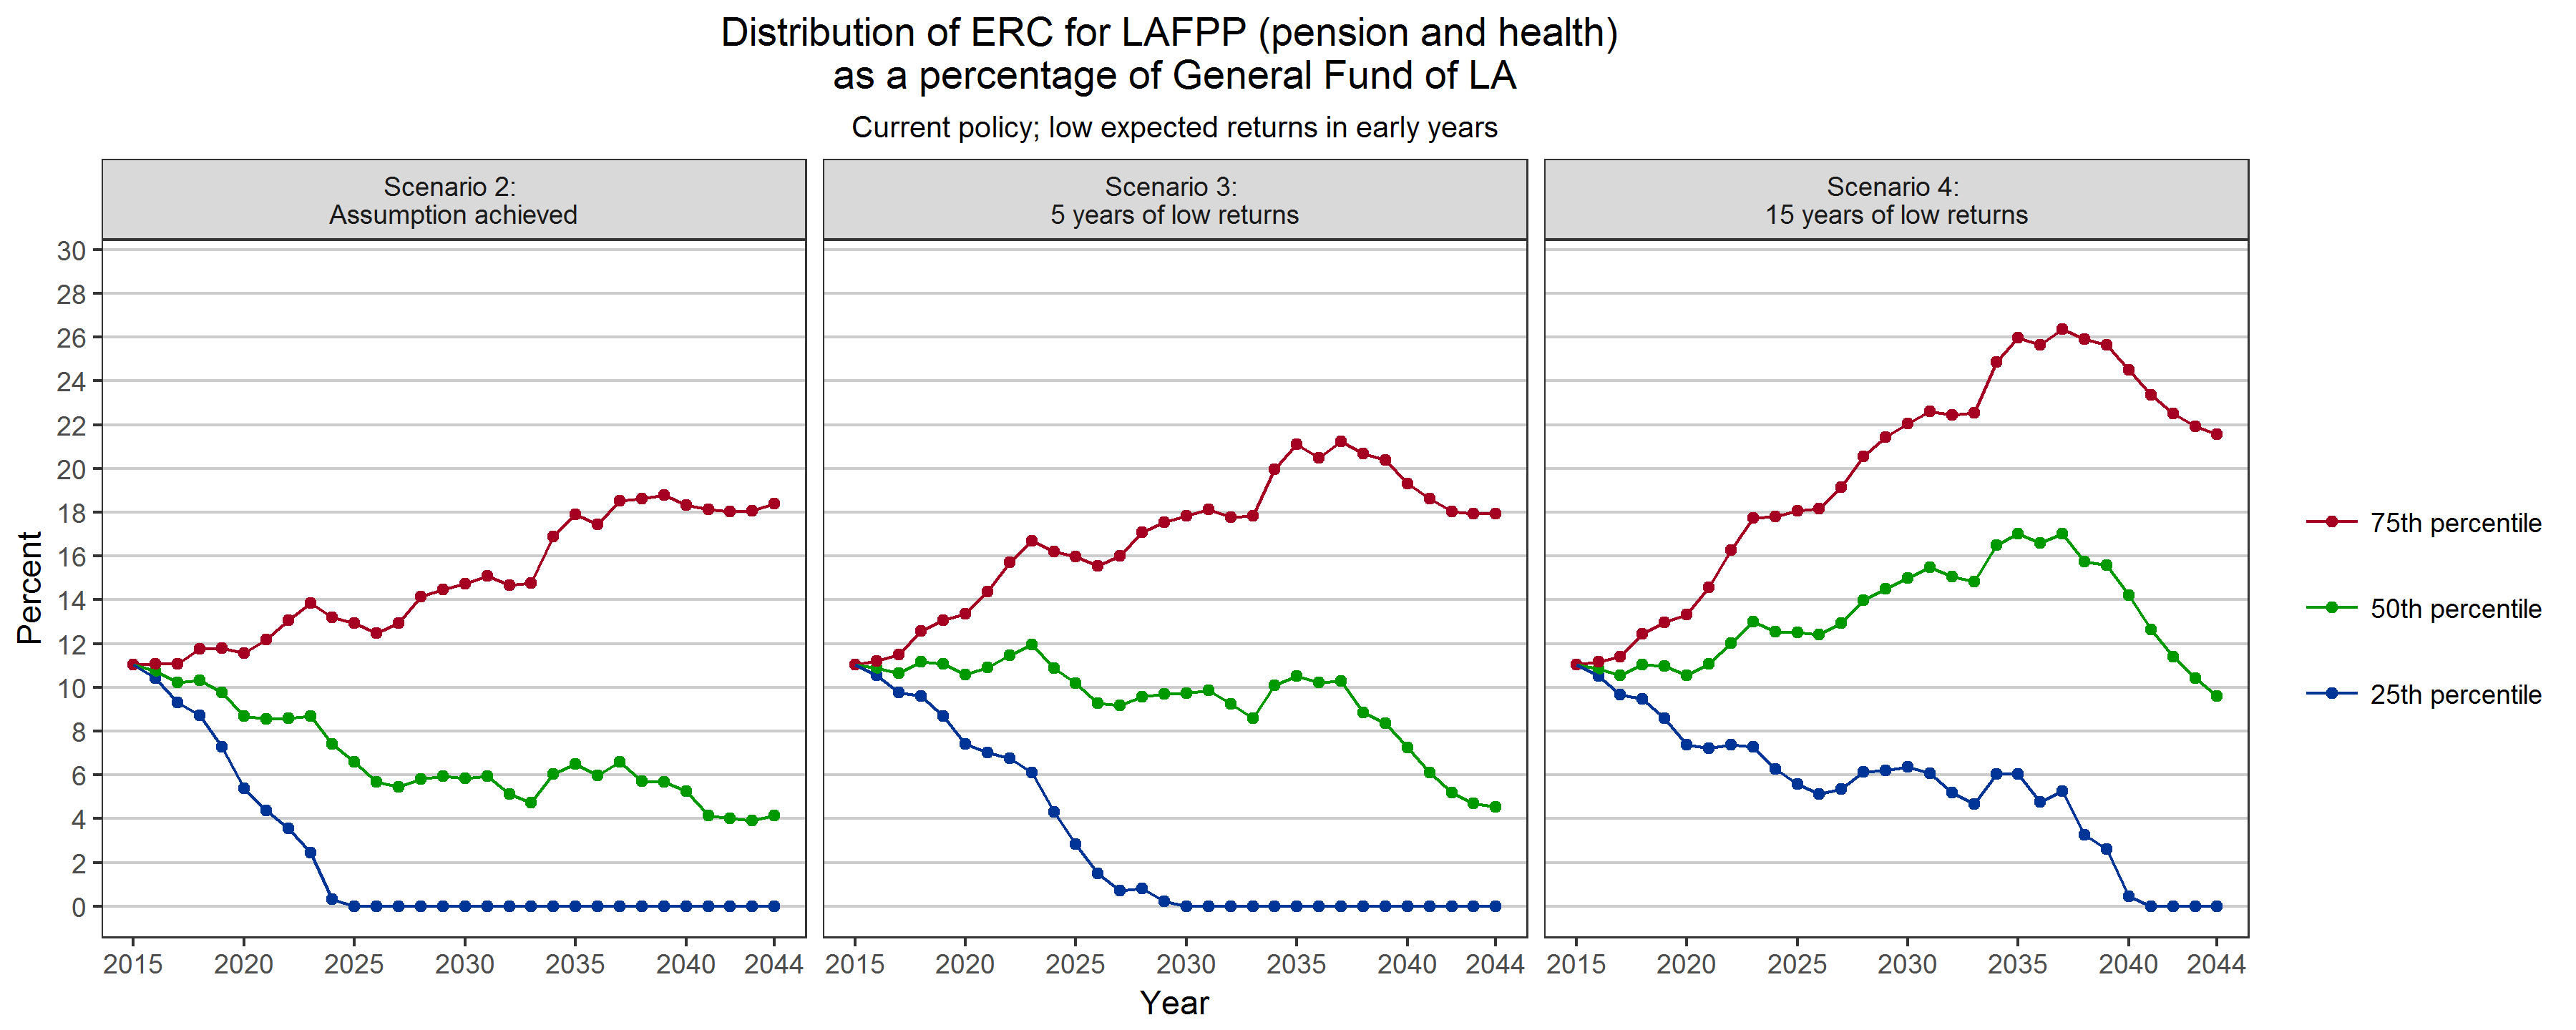 Distribution of ERC for LAFPP (pension and health)
as a percentage of General Fund of LA
Current policy; low expected returns in early years
Scenario 2:
Assumption achieved
Scenario 3:
5 years of low returns
Scenario 4:
15 years of low returns
Percent
30
28
26
24
22
20
18
16
14
12
10
8
6
4
2
0
2015 2020 2025 2030 2035 2040 2044
2015 2020 2025 2030 2035 2040 2044
2015 2020 2025 2030 2035 2040 2044
Year
75th percentile
50th percentile
25th percentile